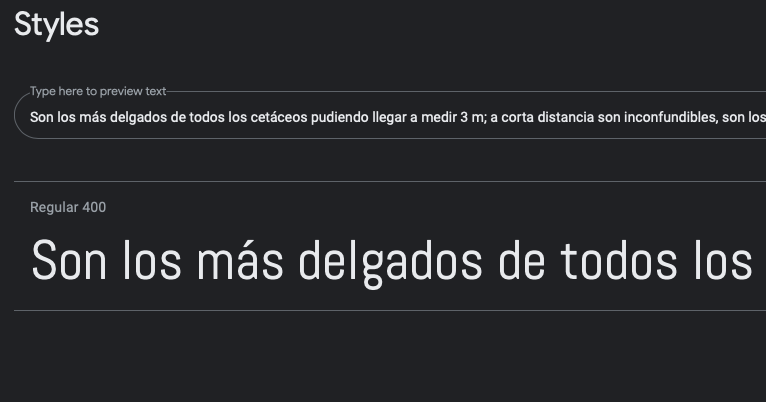 Styles
Type here to preview text
Son los más delgados de todos los cetáceos pudiendo llegar a medir 3 m; a corta distancia son inconfundibles, son los
Regular 400
Son los más delgados de todos los